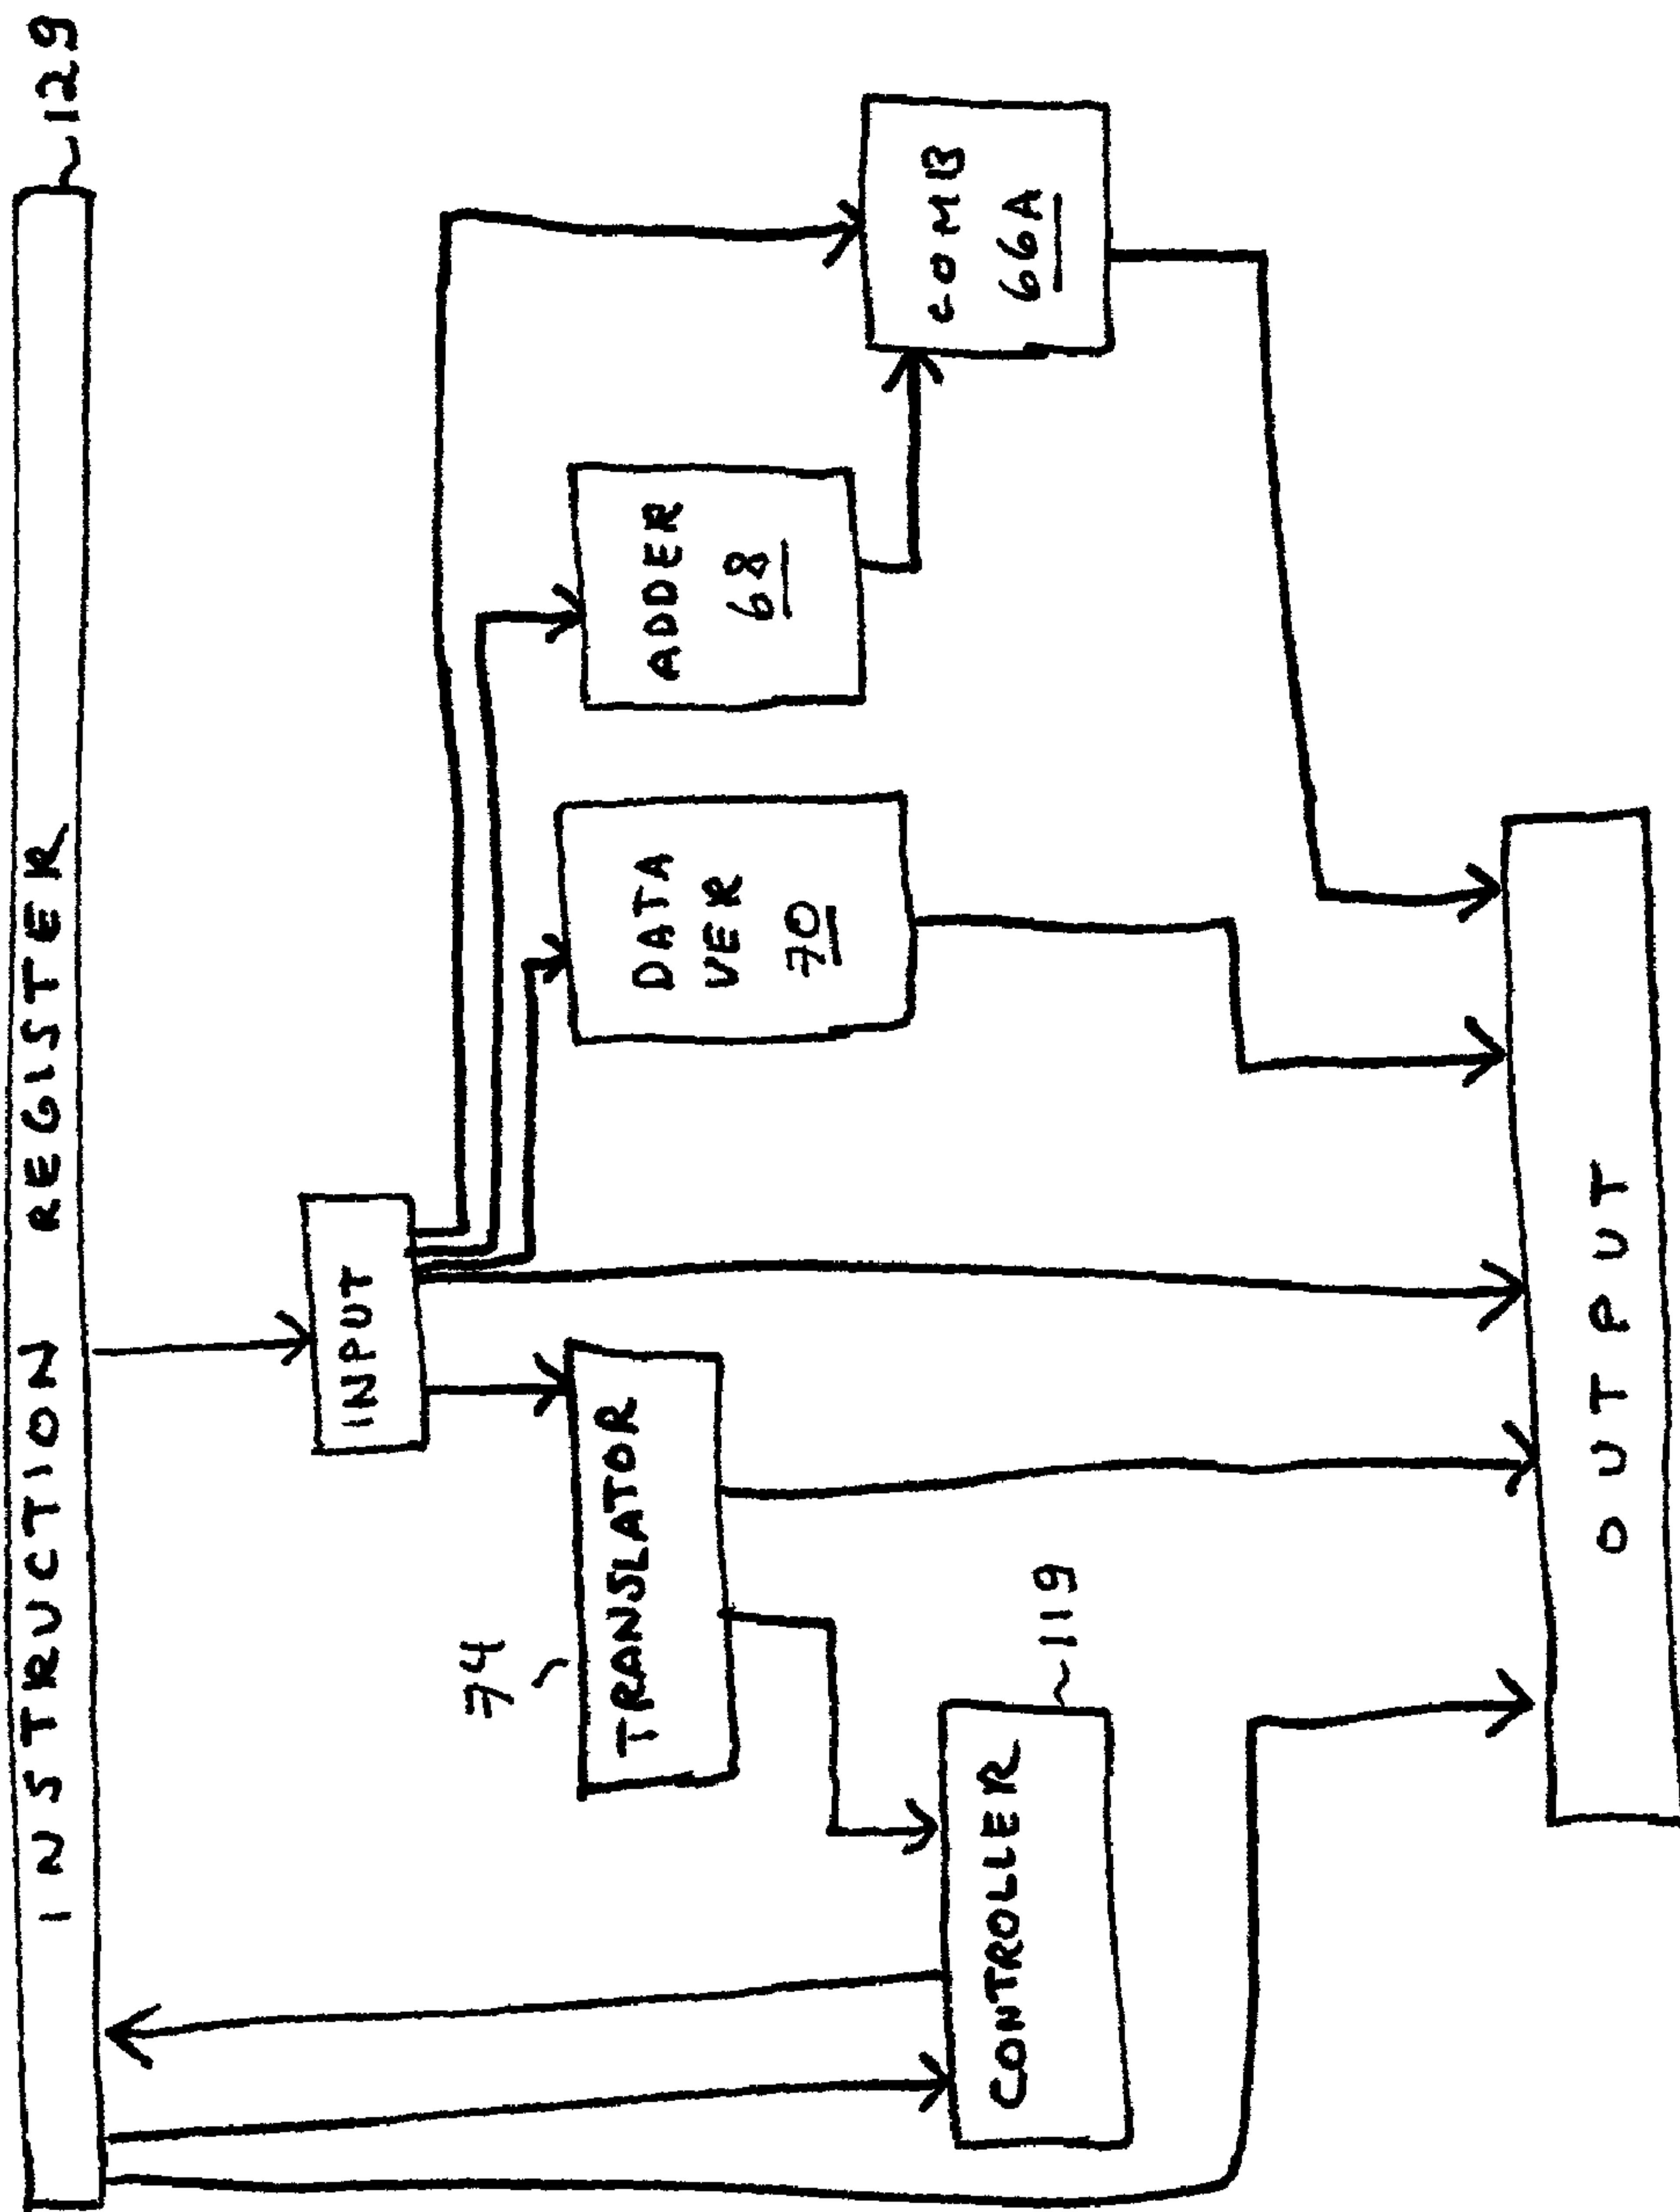 INSTRUCTION REGISTER
129
INPUT
74
TRANSLATOR
DATA
VER
70
ADDER
68
COMB
66A
CONTROLLER
119
OUTPUT